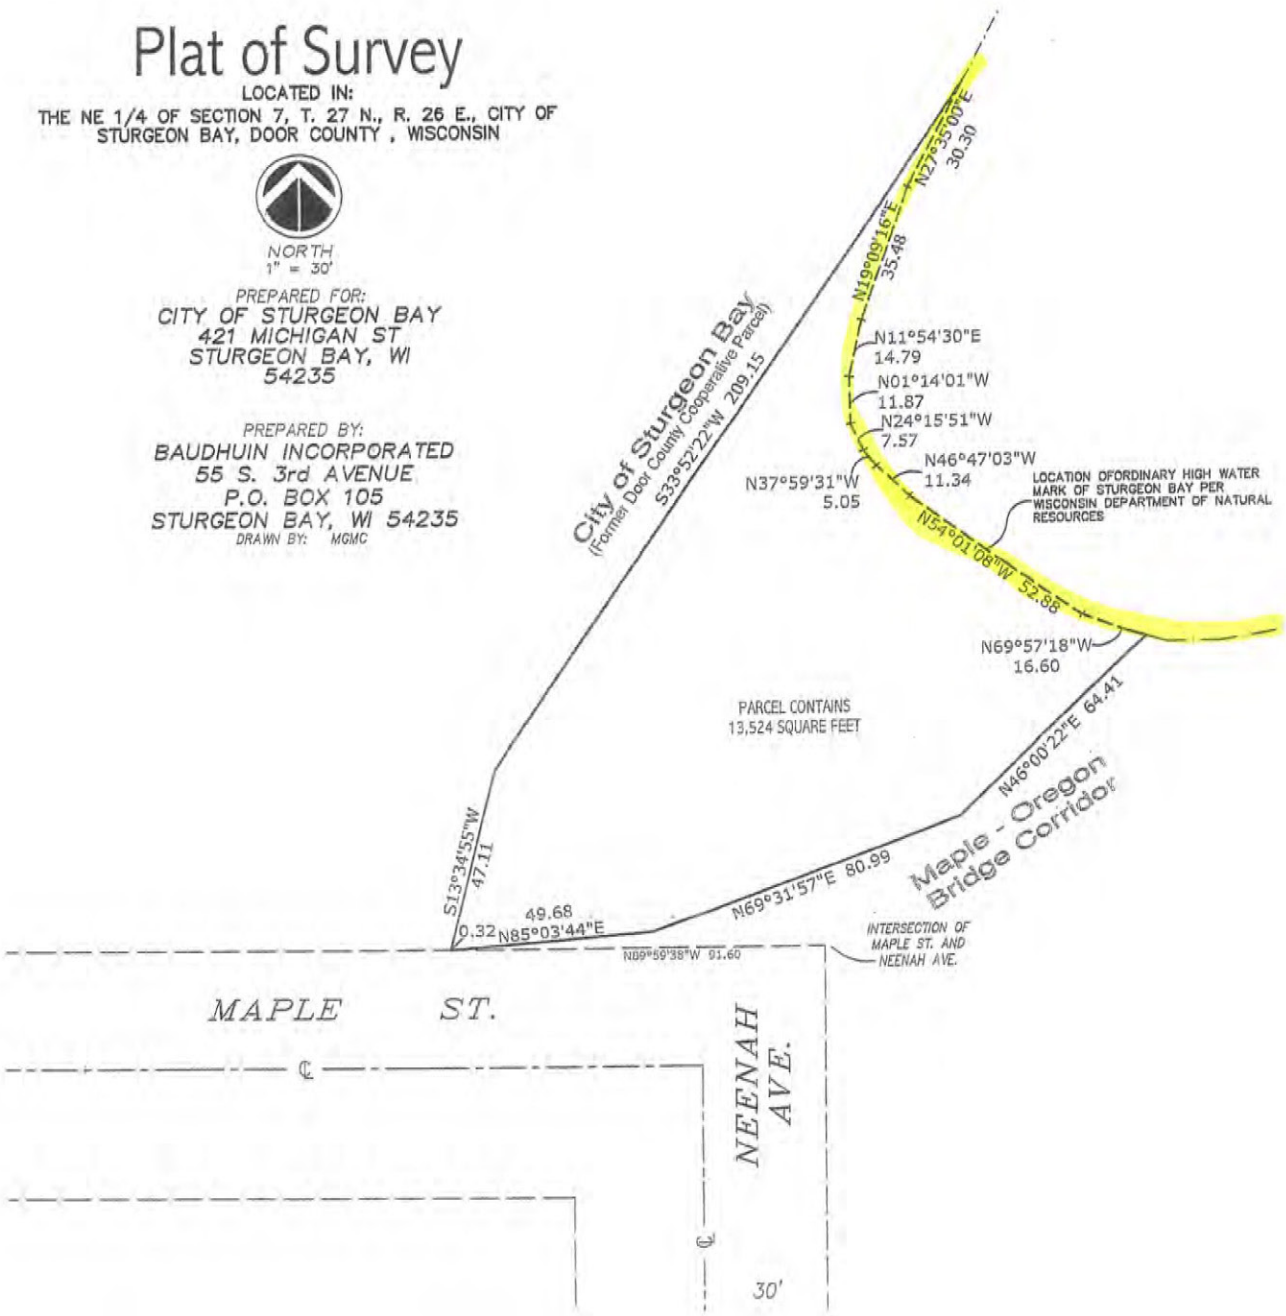 Plat of Survey
LOCATED IN:
THE NE 1/4 OF SECTION 7, T. 27 N., R. 26 E., CITY OF
STURGEON BAY, DOOR COUNTY , WISCONSIN
NORTH
1" = 30'
PREPARED FOR:
CITY OF STURGEON BAY
421 MICHIGAN ST
STURGEON BAY, WI
54235
PREPARED BY:
BAUDHUIN INCORPORATED
55 S. 3rd AVENUE
P.O. BOX 105
STURGEON BAY, WI 54235
DRAWN BY: MGMC
N27°35'00"E
30.30
N19°09'16"E
35.48
N11°54'30"E
14.79
N01°14'01"W
11.87
N24°15'51"W
7.57
N37°59'31"W
5.05
N46°47'03"W
11.34
LOCATION OFORDINARY HIGH WATER
MARK OF STURGEON BAY PER
WISCONSIN DEPARTMENT OF NATURAL
RESOURCES
N54°01'08"W 52.88
N69°57'18"W
16.60
City of Sturgeon Bay
(Former Door County Cooperative Parcel)
S33°52'22"W 209.15
PARCEL CONTAINS
13,524 SQUARE FEET
N46°00'22"E 64.41
Maple - Oregon
Bridge Corridor
S13°34'55"W
47.11
N69°31'57"E 80.99
49.68
0.32 N85°03'44"E
N89°59'38"W 91.60
INTERSECTION OF
MAPLE ST. AND
NEENAH AVE.
MAPLE ST.
NEENAH
AVE.
℄
℄
30'